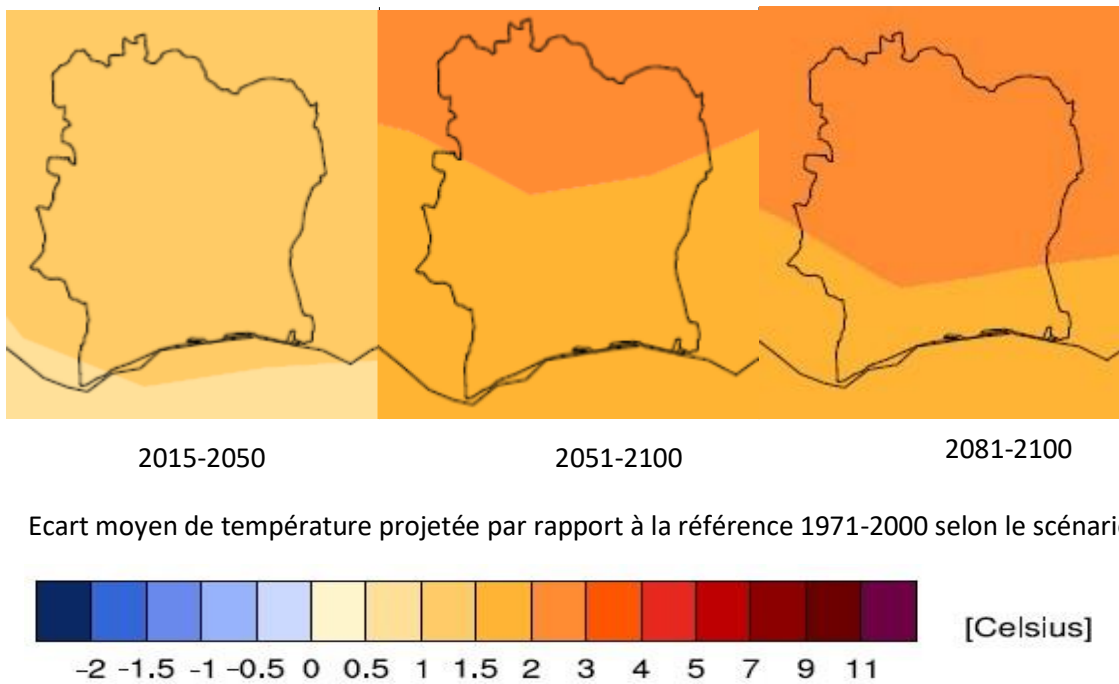 2015-2050
2051-2100
2081-2100
Ecart moyen de température projetée par rapport à la référence 1971-2000 selon le
[Celsius]
-2 -1.5 -1 -0.5 0 0.5 1 1.5 2 3 4 5 7 9 11